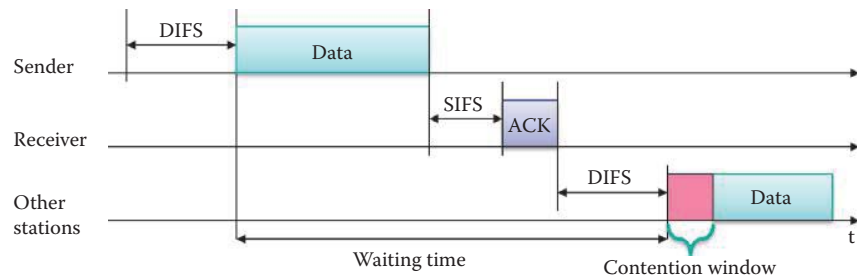 DIFS
Data
Sender
SIFS
ACK
Receiver
DIFS
Data
Other
stations
t
Waiting time
Contention window